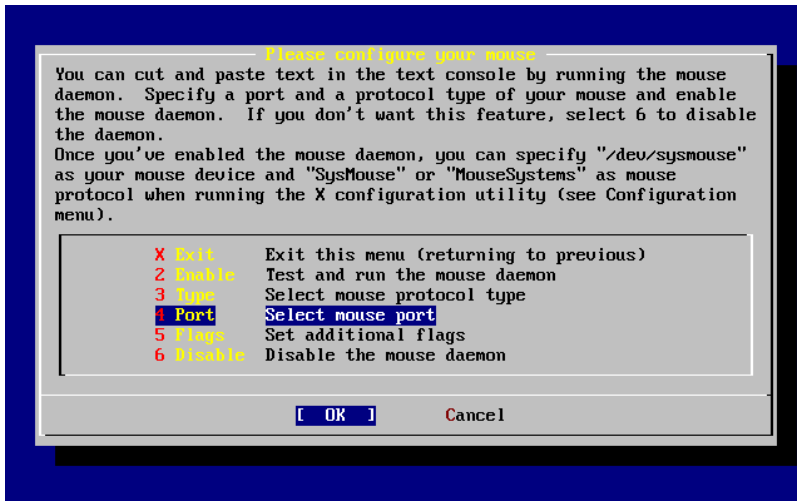 Please configure your mouse
You can cut and paste text in the text console by running the mouse
daemon.  Specify a port and a protocol type of your mouse and enable
the mouse daemon.  If you don't want this feature, select 6 to disable
the daemon.
Once you've enabled the mouse daemon, you can specify "/dev/sysmouse"
as your mouse device and "SysMouse" or "MouseSystems" as mouse
protocol when running the X configuration utility (see Configuration
menu).
X Exit     Exit this menu (returning to previous)
2 Enable   Test and run the mouse daemon
3 Type     Select mouse protocol type
4 Port     Select mouse port
5 Flags    Set additional flags
6 Disable  Disable the mouse daemon
[  OK  ]     Cancel